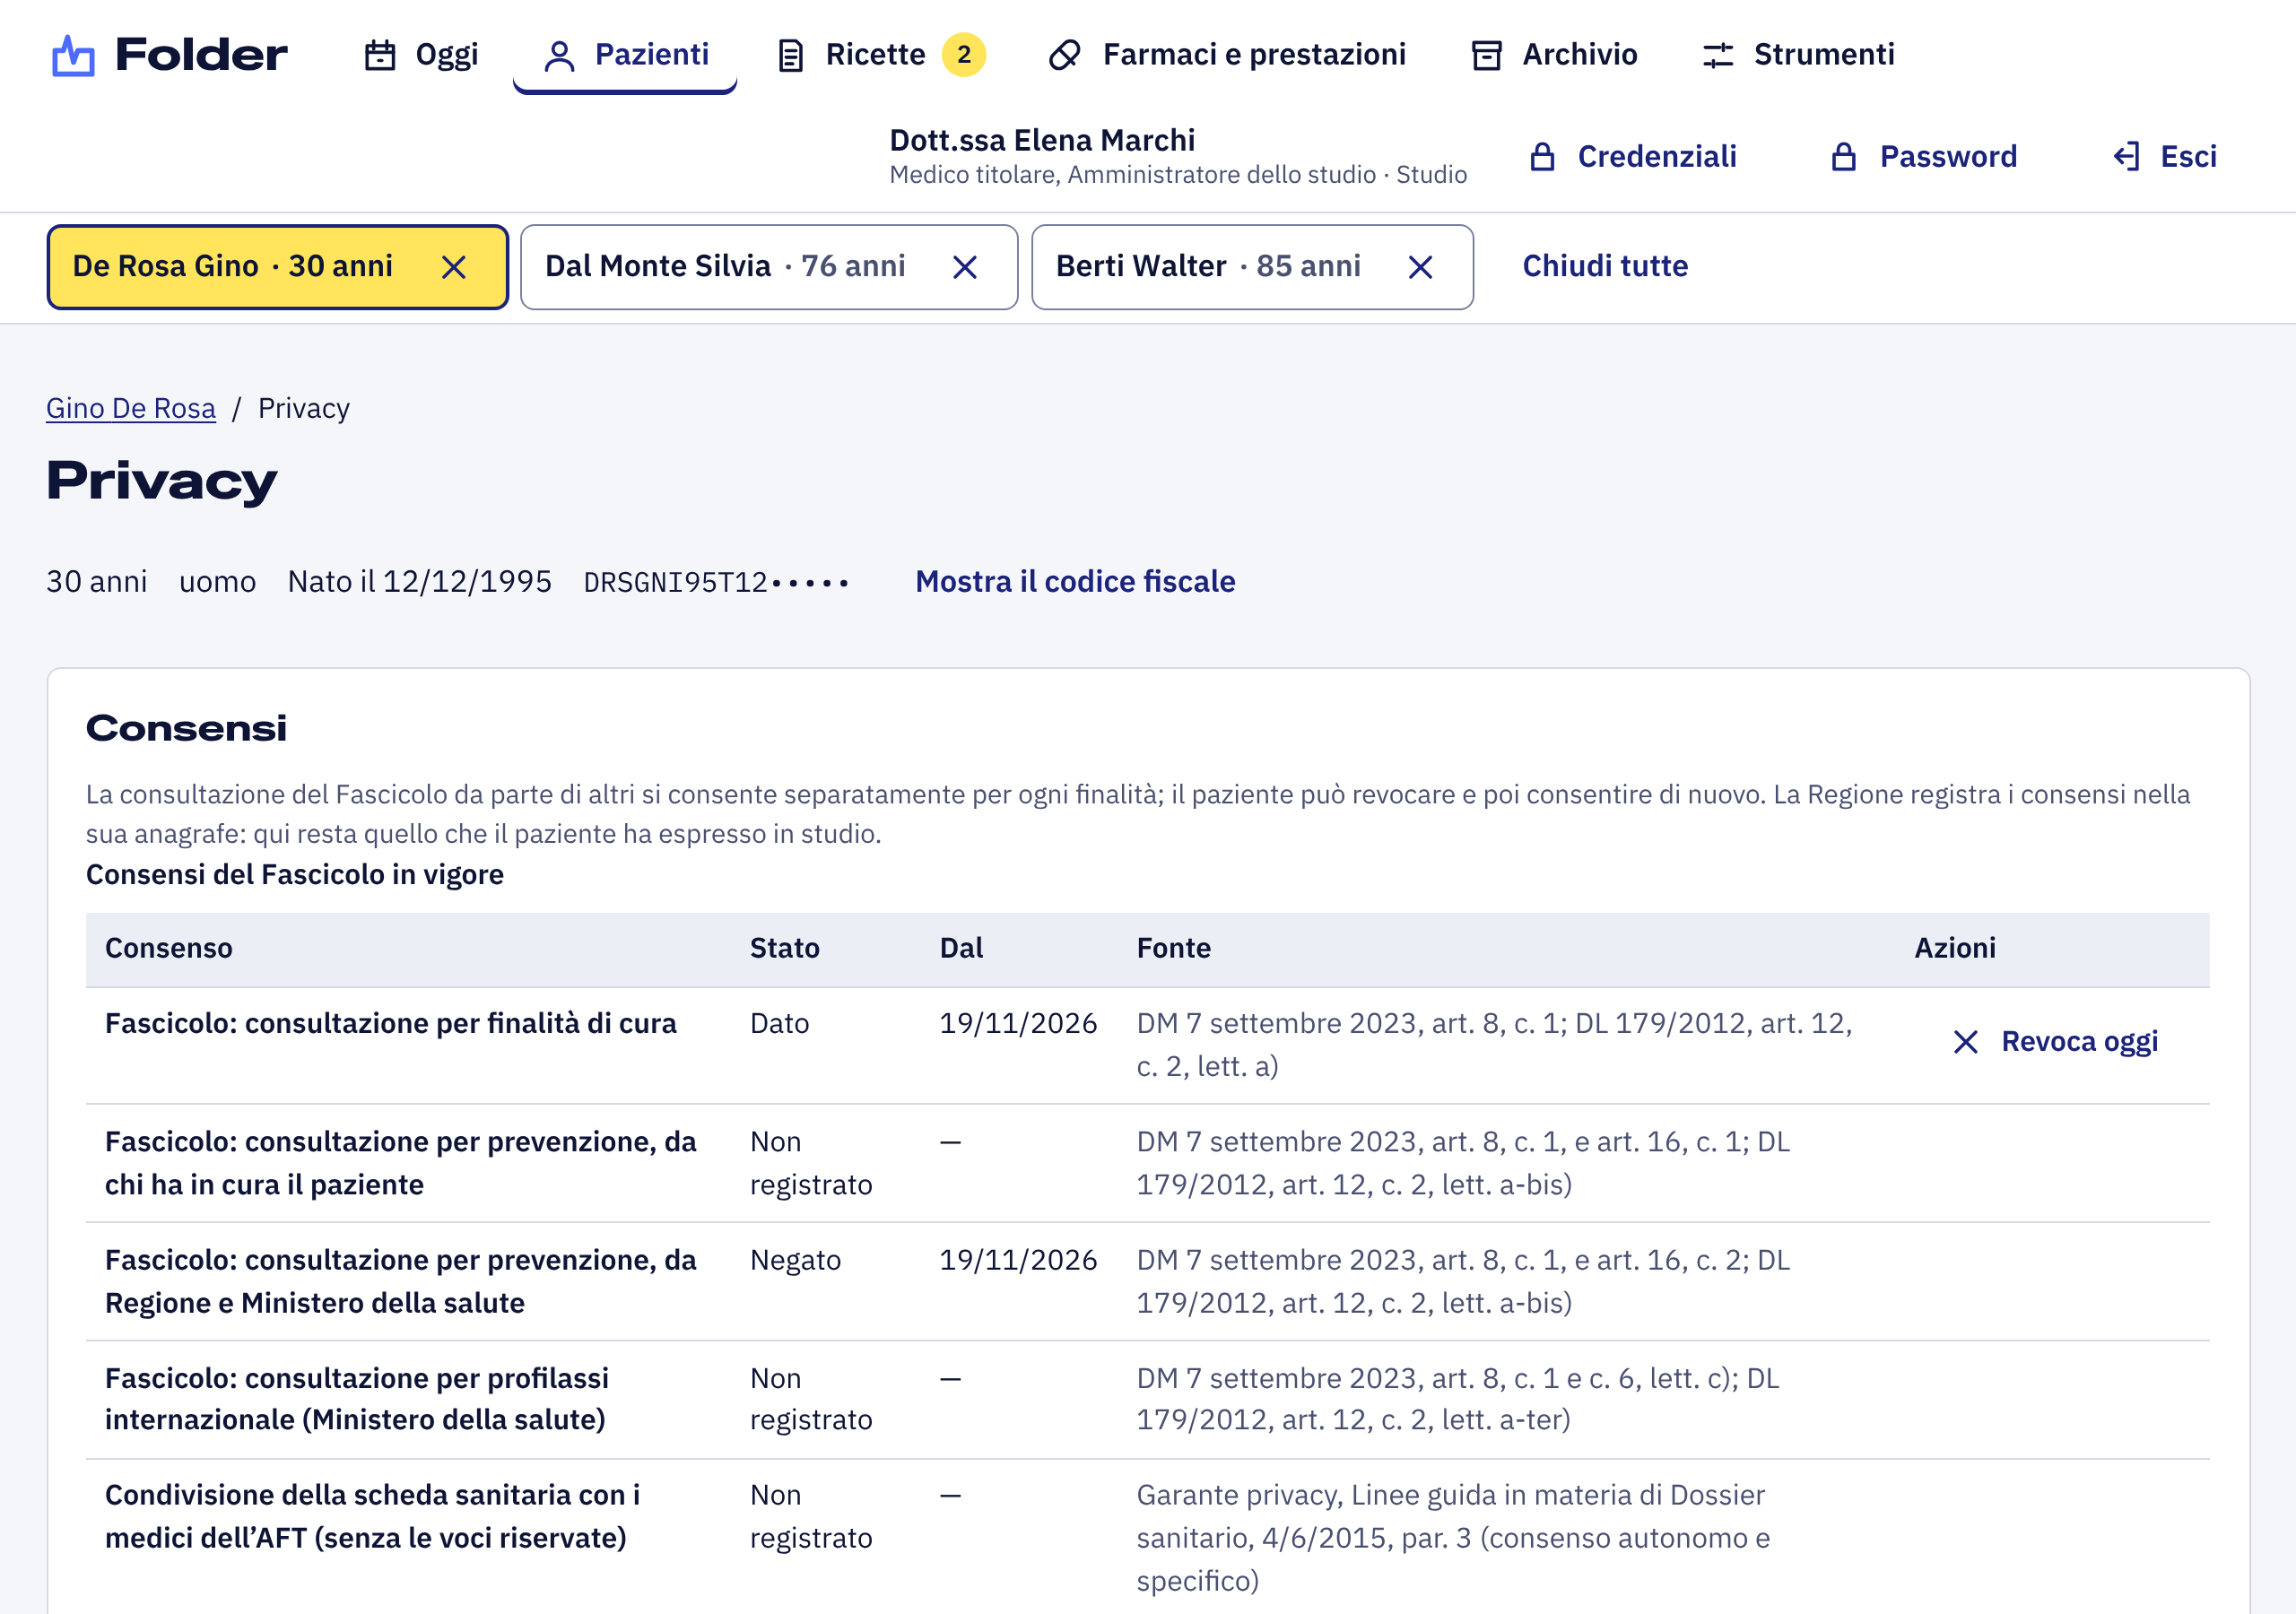 Folder
Oggi
Pazienti
Ricette 2
Farmaci e prestazioni
Archivio
Strumenti
Dott.ssa Elena Marchi
Medico titolare, Amministratore dello studio · Studio
Credenziali
Password
Esci
De Rosa Gino · 30 anni
Dal Monte Silvia · 76 anni
Berti Walter · 85 anni
Chiudi tutte
Gino De Rosa / Privacy
Privacy
30 anni uomo Nato il 12/12/1995 DRSGNI95T12••••• Mostra il codice fiscale
Consensi
La consultazione del Fascicolo da parte di altri si consente separatamente per ogni finalità; il paziente può revocare e poi consentire di nuovo. La Regione registra i consensi nella
sua anagrafe: qui resta quello che il paziente ha espresso in studio.
Consensi del Fascicolo in vigore
Consenso Stato Dal Fonte Azioni
Fascicolo: consultazione per finalità di cura Dato 19/11/2026 DM 7 settembre 2023, art. 8, c. 1; DL 179/2012, art. 12,
c. 2, lett. a)
Revoca oggi
Fascicolo: consultazione per prevenzione, da Non — DM 7 settembre 2023, art. 8, c. 1, e art. 16, c. 1; DL
chi ha in cura il paziente registrato 179/2012, art. 12, c. 2, lett. a-bis)
Fascicolo: consultazione per prevenzione, da Negato 19/11/2026 DM 7 settembre 2023, art. 8, c. 1, e art. 16, c. 2; DL
Regione e Ministero della salute 179/2012, art. 12, c. 2, lett. a-bis)
Fascicolo: consultazione per profilassi Non — DM 7 settembre 2023, art. 8, c. 1 e c. 6, lett. c); DL
internazionale (Ministero della salute) registrato 179/2012, art. 12, c. 2, lett. a-ter)
Condivisione della scheda sanitaria con i Non — Garante privacy, Linee guida in materia di Dossier
medici dell’AFT (senza le voci riservate) registrato sanitario, 4/6/2015, par. 3 (consenso autonomo e
specifico)